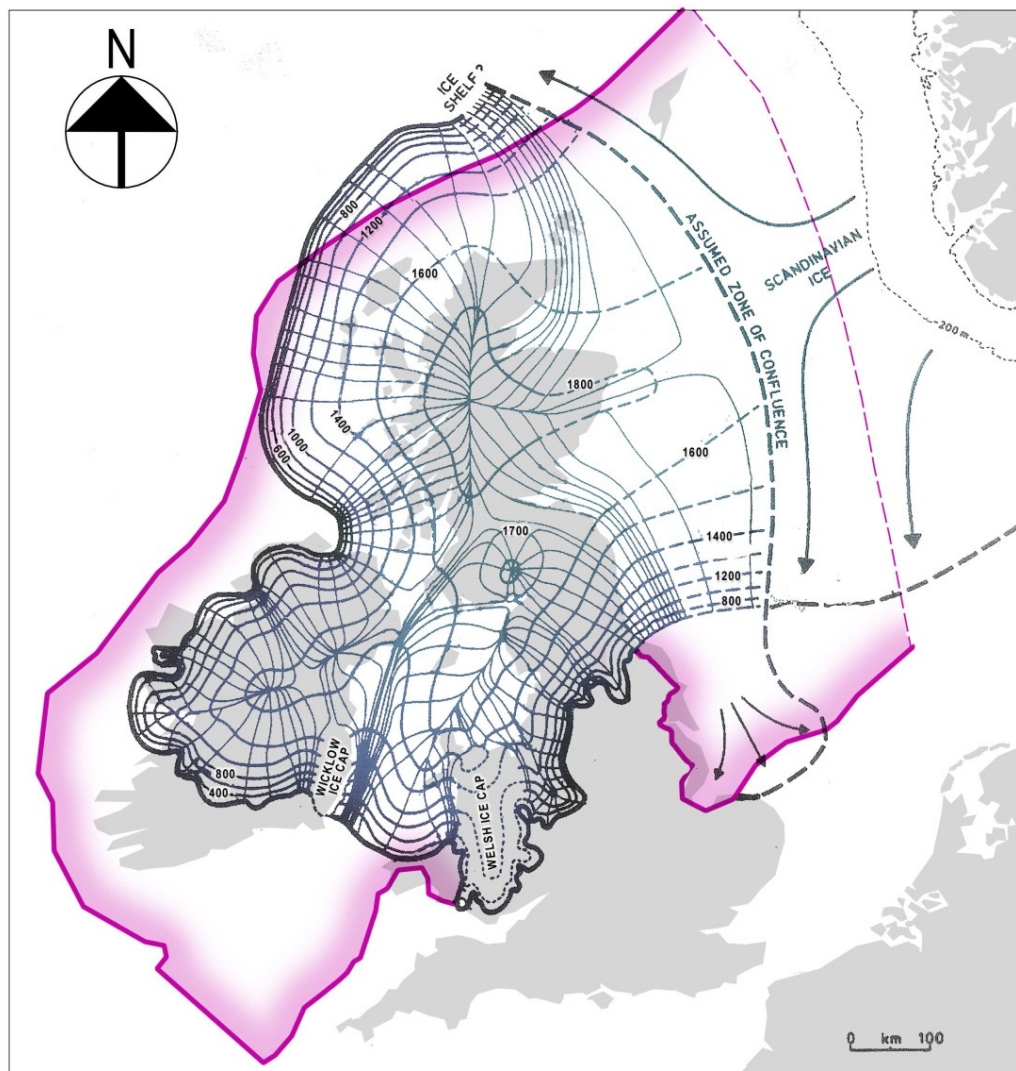 N
ICE
SHELF ?
800
1200
1600
ASSUMED ZONE OF CONFLUENCE
SCANDINAVIAN
ICE
200 m
1800
1400
1000
600
1600
1700
1400
1200
800
WICKLOW
ICE CAP
WELSH ICE CAP
800
400
0 km 100